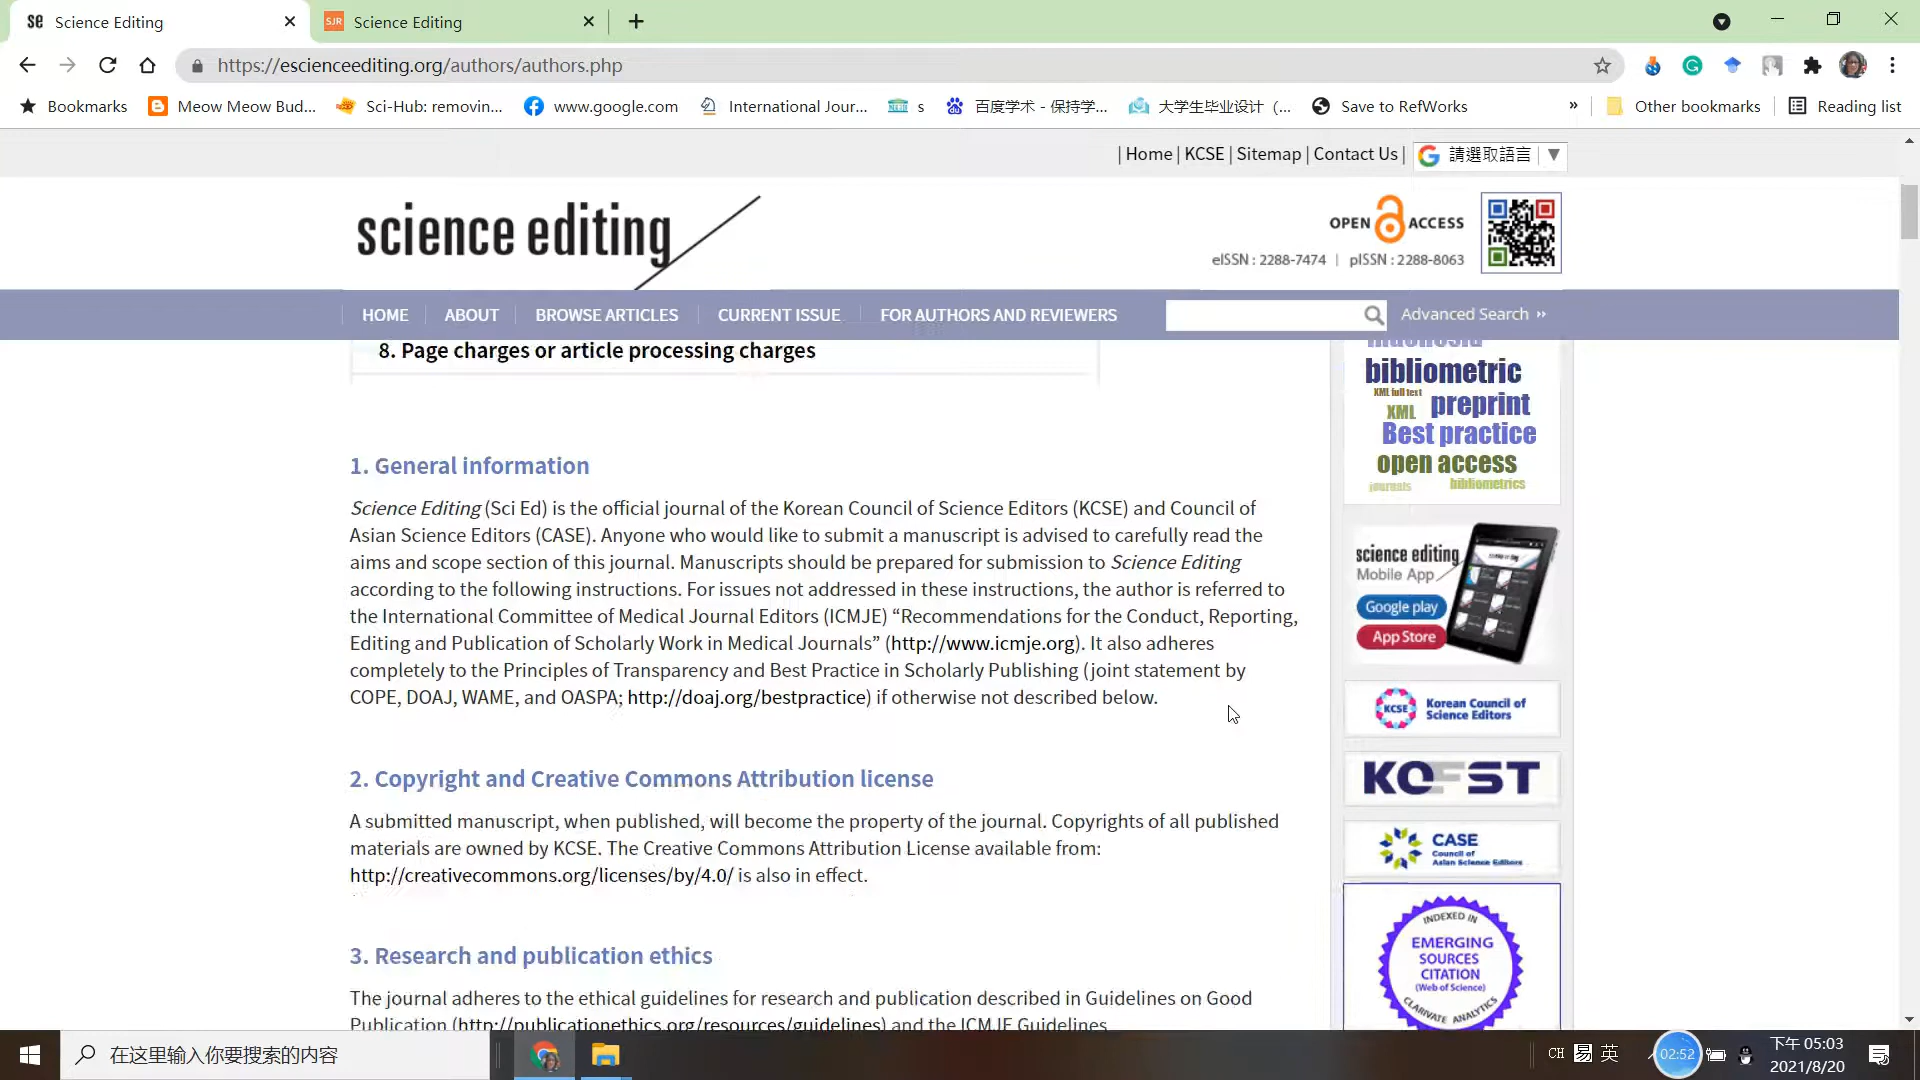 Science Editing
SJR
Science Editing
https://escienceediting.org/authors/authors.php
Bookmarks
Meow Meow Bud...
Sci-Hub: removin...
www.google.com
International Jour...
s
百度学术 - 保持学...
大学生毕业设计（...
Save to RefWorks
»
Other bookmarks
Reading list
| Home | KCSE | Sitemap | Contact Us |
請選取語言
science editing
OPEN ACCESS
eISSN : 2288-7474 | pISSN : 2288-8063
HOME
ABOUT
BROWSE ARTICLES
CURRENT ISSUE
FOR AUTHORS AND REVIEWERS
Advanced Search
8. Page charges or article processing charges
1. General information
Science Editing (Sci Ed) is the official journal of the Korean Council of Science Editors (KCSE) and Council of
Asian Science Editors (CASE). Anyone who would like to submit a manuscript is advised to carefully read the
aims and scope section of this journal. Manuscripts should be prepared for submission to Science Editing
according to the following instructions. For issues not addressed in these instructions, the author is referred to
the International Committee of Medical Journal Editors (ICMJE) “Recommendations for the Conduct, Reporting,
Editing and Publication of Scholarly Work in Medical Journals” (http://www.icmje.org). It also adheres
completely to the Principles of Transparency and Best Practice in Scholarly Publishing (joint statement by
COPE, DOAJ, WAME, and OASPA; http://doaj.org/bestpractice) if otherwise not described below.
2. Copyright and Creative Commons Attribution license
A submitted manuscript, when published, will become the property of the journal. Copyrights of all published
materials are owned by KCSE. The Creative Commons Attribution License available from:
http://creativecommons.org/licenses/by/4.0/ is also in effect.
3. Research and publication ethics
The journal adheres to the ethical guidelines for research and publication described in Guidelines on Good
Publication (http://publicationethics.org/resources/guidelines) and the ICMJE Guidelines
bibliometric
XML full text
XML preprint
Best practice
open access
journals bibliometrics
science editing
Mobile App
Google play
App Store
KCSE
Korean Council of
Science Editors
KOFST
CASE
Council of
Asian Science Editors
INDEXED IN
EMERGING
SOURCES
CITATION
(Web of Science)
CLARIVATE ANALYTICS
在这里输入你要搜索的内容
CH
易
英
02:52
下午 05:03
2021/8/20